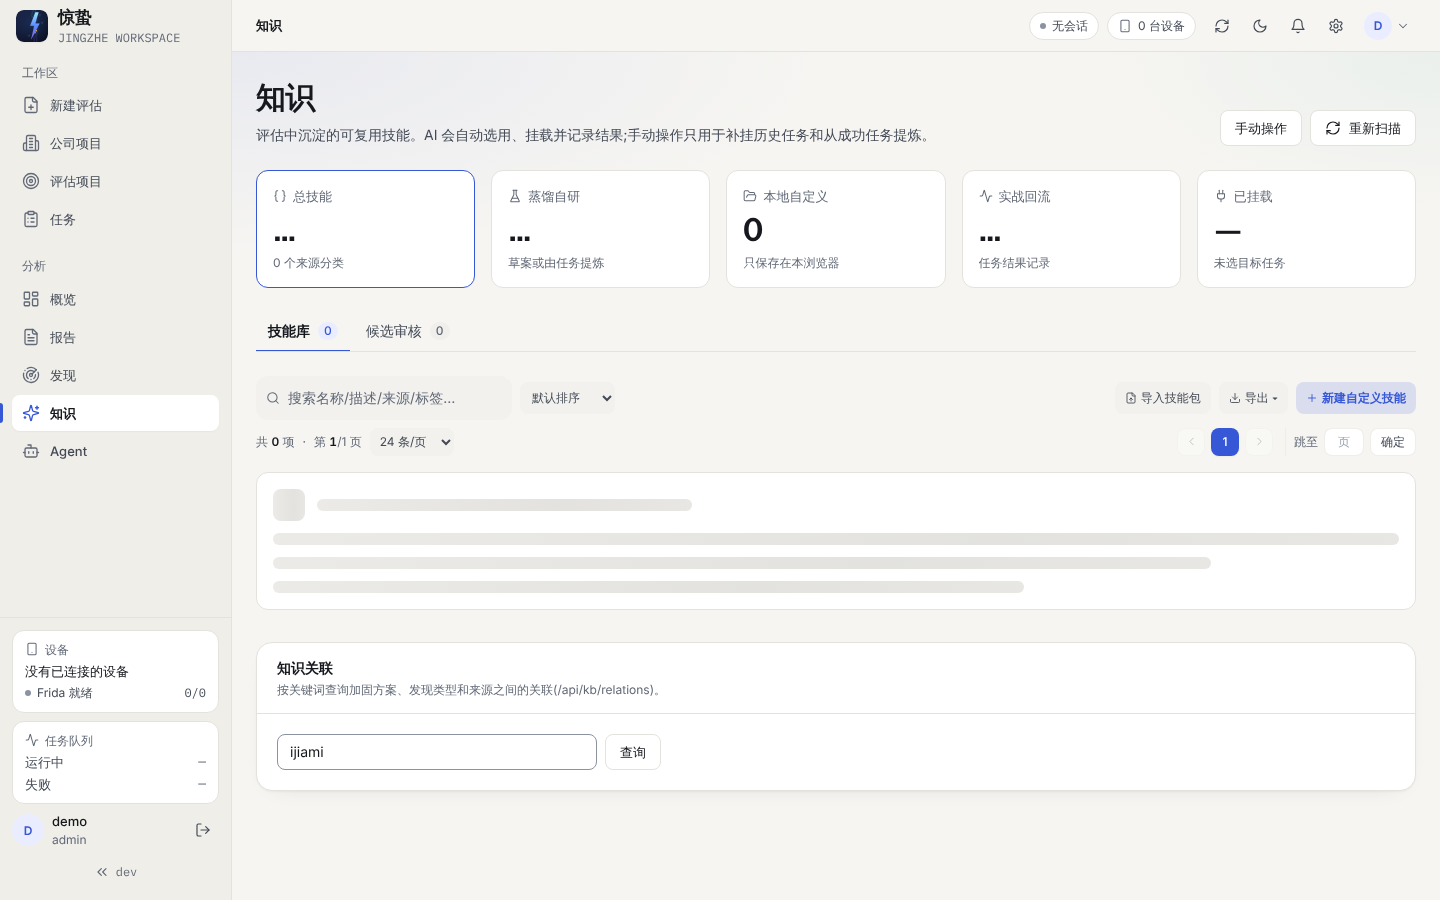 惊蛰
JINGZHE WORKSPACE
工作区
新建评估
公司项目
评估项目
任务
分析
概览
报告
发现
知识
Agent
设备
没有已连接的设备
Frida 就绪 0/0
任务队列
运行中 —
失败 —
D demo
admin
dev
知识
无会话
0 台设备
D
知识
评估中沉淀的可复用技能。AI 会自动选用、挂载并记录结果;手动操作只用于补挂历史任务和从成功任务提炼。
手动操作
重新扫描
总技能
...
0 个来源分类
蒸馏自研
...
草案或由任务提炼
本地自定义
0
只保存在本浏览器
实战回流
...
任务结果记录
已挂载
—
未选目标任务
技能库 0
候选审核 0
搜索名称/描述/来源/标签...
默认排序
导入技能包
导出
新建自定义技能
共 0 项 · 第 1/1 页
24 条/页
1
跳至
页
确定
知识关联
按关键词查询加固方案、发现类型和来源之间的关联(/api/kb/relations)。
ijiami
查询